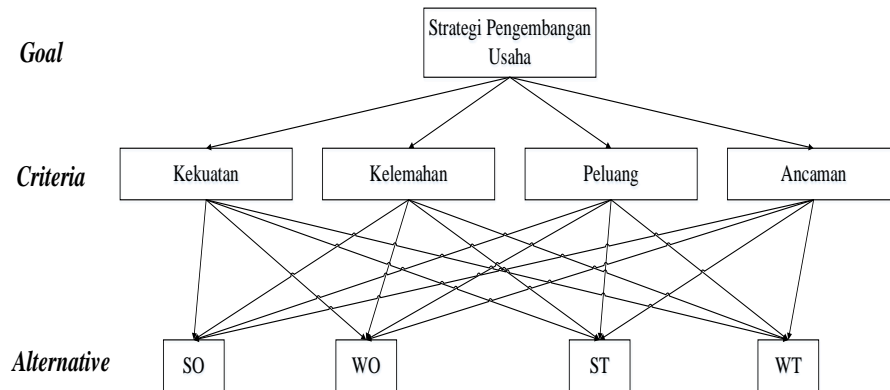 Goal
Strategi Pengembangan
Usaha
Criteria
Kekuatan
Kelemahan
Peluang
Ancaman
Alternative
SO
WO
ST
WT